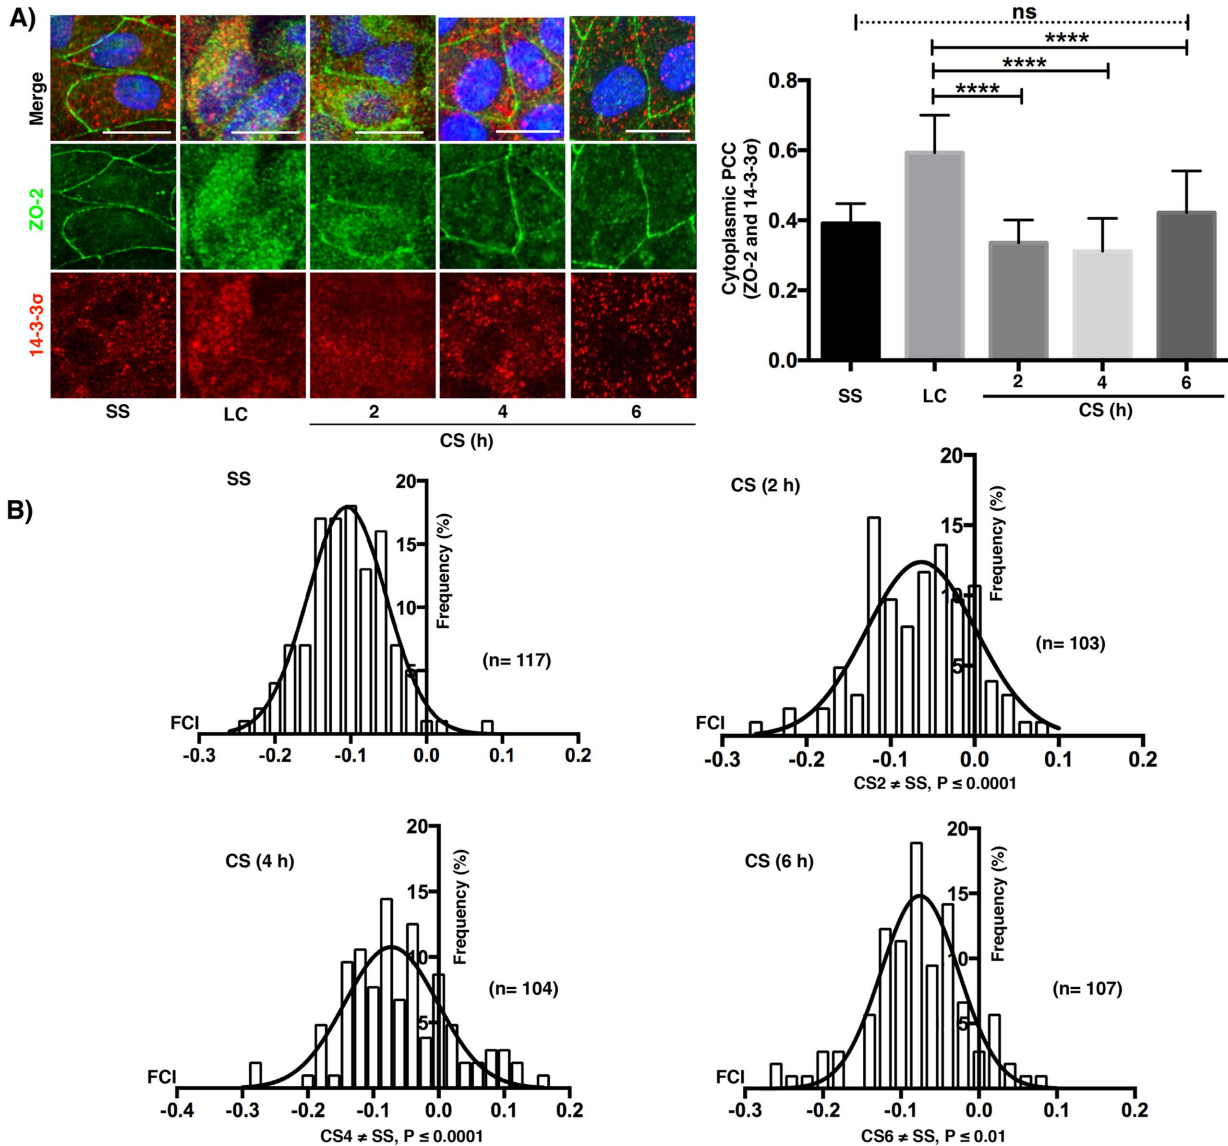 A)
Merge
ZO-2
14-3-3σ
SS
LC
2
4
6
CS (h)
ns
****
****
****
Cytoplasmic PCC
(ZO-2 and 14-3-3σ)
0.8
0.6
0.4
0.2
0.0
SS
LC
2
4
6
CS (h)
B)
SS
20
15
10
5
Frequency (%)
(n= 117)
FCI
-0.3
-0.2
-0.1
0.0
0.1
0.2
CS (2 h)
20
15
10
5
Frequency (%)
(n= 103)
FCI
-0.3
-0.2
-0.1
0.0
0.1
0.2
CS2 ≠ SS, P ≤ 0.0001
CS (4 h)
20
15
10
5
Frequency (%)
(n= 104)
FCI
-0.4
-0.3
-0.2
-0.1
0.0
0.1
0.2
CS4 ≠ SS, P ≤ 0.0001
CS (6 h)
20
15
10
5
Frequency (%)
(n= 107)
FCI
-0.3
-0.2
-0.1
0.0
0.1
0.2
CS6 ≠ SS, P ≤ 0.01